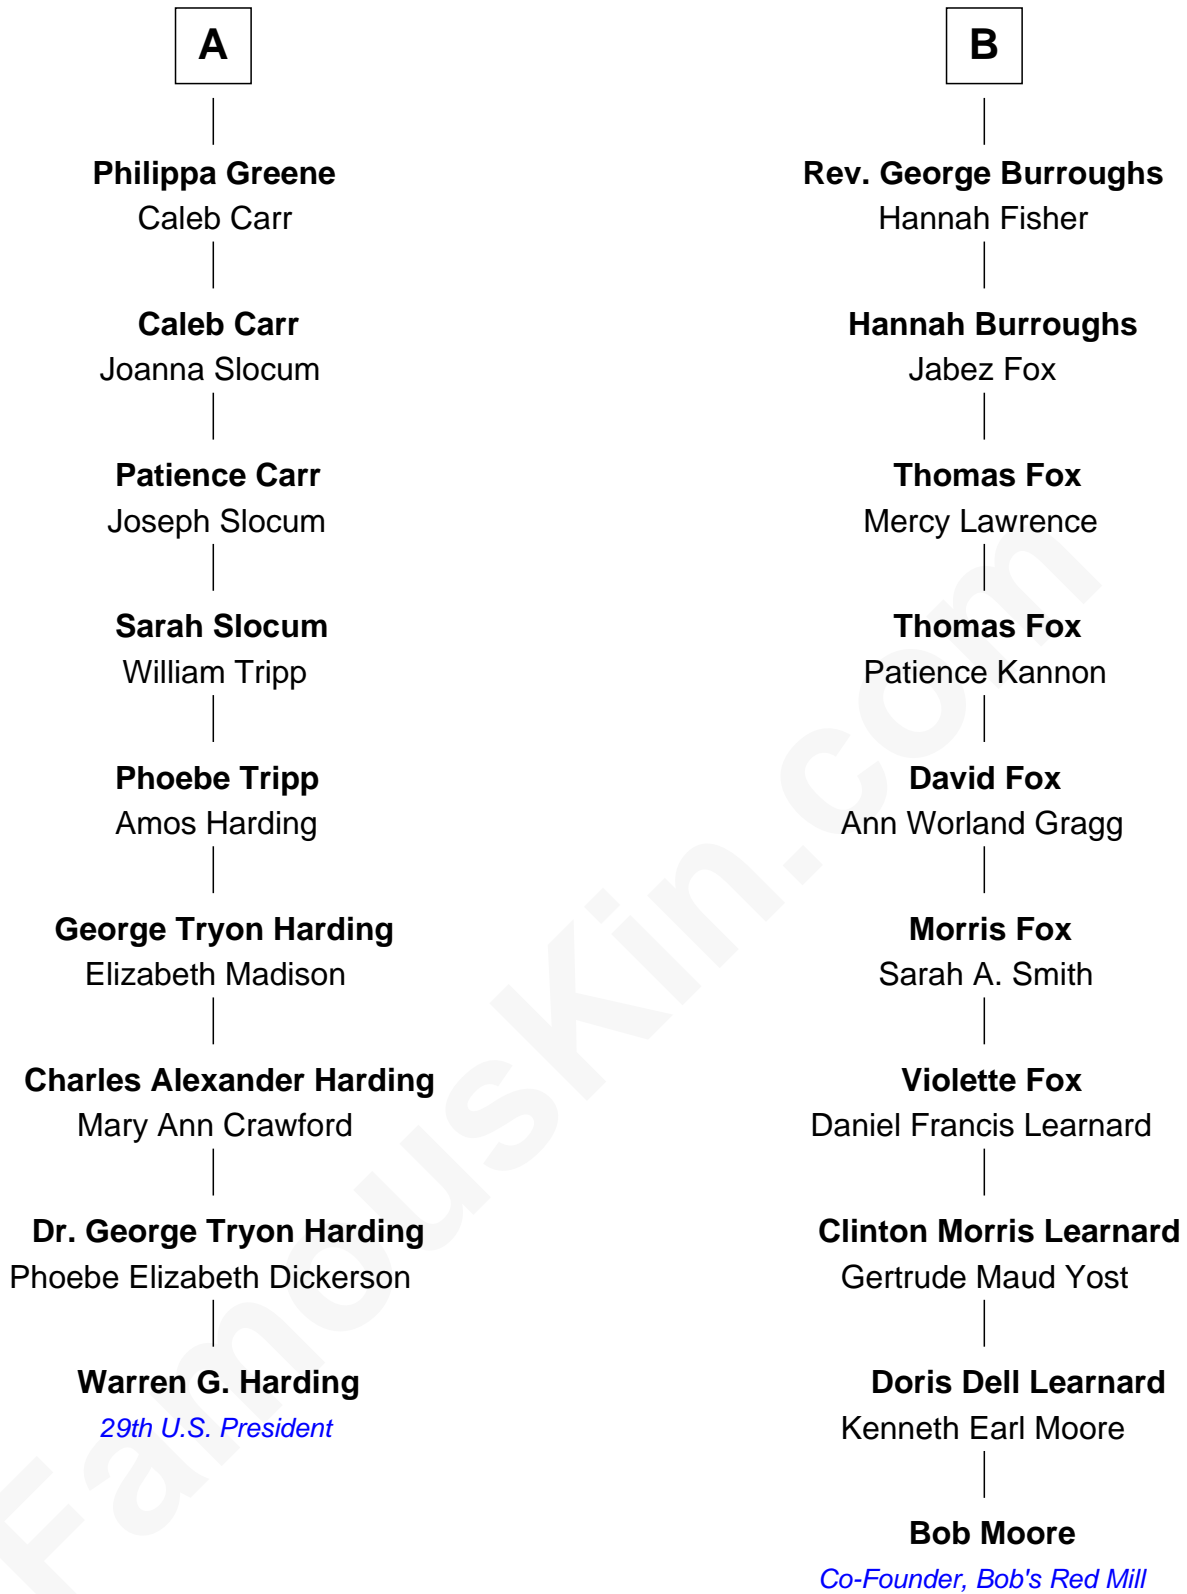 A
Philippa Greene
Caleb Carr
Caleb Carr
Joanna Slocum
Patience Carr
Joseph Slocum
Sarah Slocum
William Tripp
Phoebe Tripp
Amos Harding
George Tryon Harding
Elizabeth Madison
Charles Alexander Harding
Mary Ann Crawford
Dr. George Tryon Harding
Phoebe Elizabeth Dickerson
Warren G. Harding
29th U.S. President
B
Rev. George Burroughs
Hannah Fisher
Hannah Burroughs
Jabez Fox
Thomas Fox
Mercy Lawrence
Thomas Fox
Patience Kannon
David Fox
Ann Worland Gragg
Morris Fox
Sarah A. Smith
Violette Fox
Daniel Francis Learnard
Clinton Morris Learnard
Gertrude Maud Yost
Doris Dell Learnard
Kenneth Earl Moore
Bob Moore
Co-Founder, Bob's Red Mill
FamousKin.com